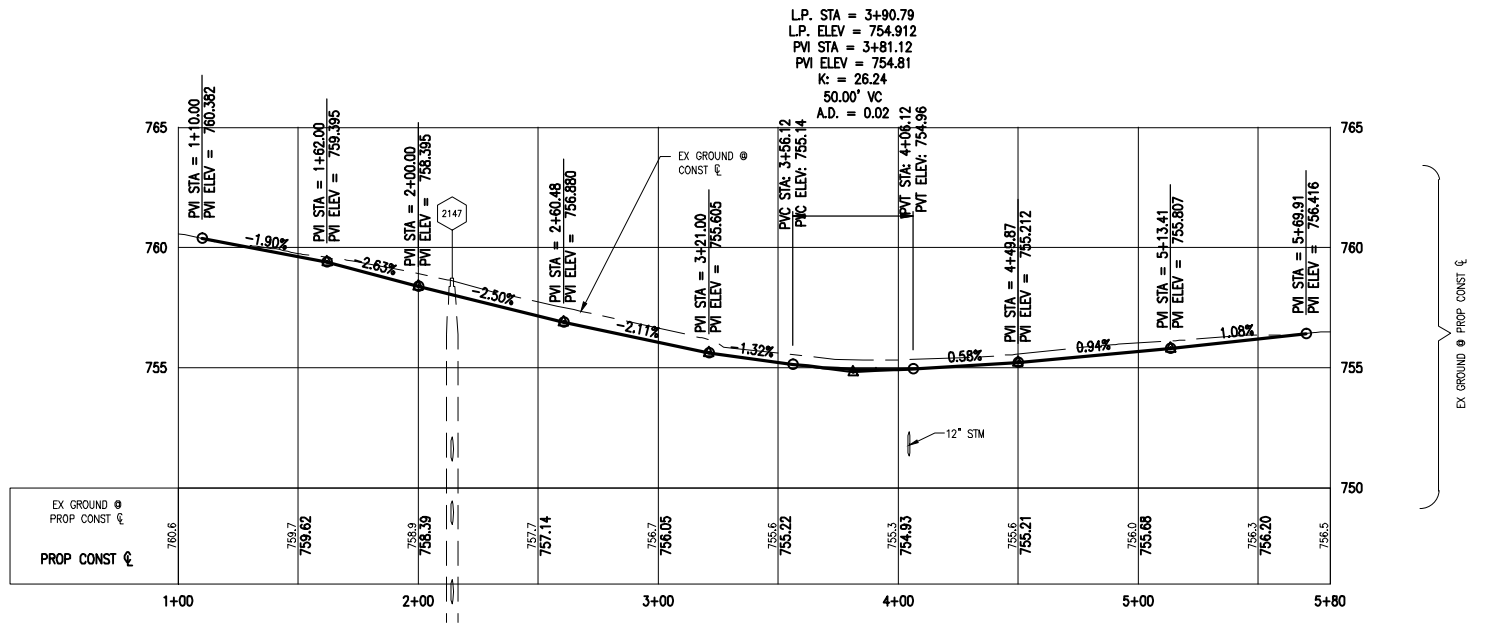 L.P. STA = 3+90.79
L.P. ELEV = 754.912
PVI STA = 3+81.12
PVI ELEV = 754.81
K: = 26.24
50.00' VC
A.D. = 0.02
PVI STA = 1+10.00
PVI ELEV = 760.382
PVI STA = 1+62.00
PVI ELEV = 759.395
PVI STA = 2+00.00
PVI ELEV = 758.395
2147
PVI STA = 2+60.48
PVI ELEV = 756.880
EX GROUND @
CONST ℄
PVI STA = 3+21.00
PVI ELEV = 755.605
PVC STA: 3+56.12
PVC ELEV: 755.14
PVT STA: 4+06.12
PVT ELEV: 754.96
PVI STA = 4+49.87
PVI ELEV = 755.212
PVI STA = 5+13.41
PVI ELEV = 755.807
PVI STA = 5+69.91
PVI ELEV = 756.416
765
765
760
760
755
755
750
-1.90%
-2.63%
-2.50%
-2.11%
-1.32%
0.58%
0.94%
1.08%
12" STM
EX GROUND @ PROP CONST ℄
EX GROUND @
PROP CONST ℄
PROP CONST ℄
760.6
759.7
759.62
758.9
758.39
757.7
757.14
756.7
756.05
755.6
755.22
755.3
754.93
755.6
755.21
756.0
755.68
756.3
756.20
756.5
1+00
2+00
3+00
4+00
5+00
5+80